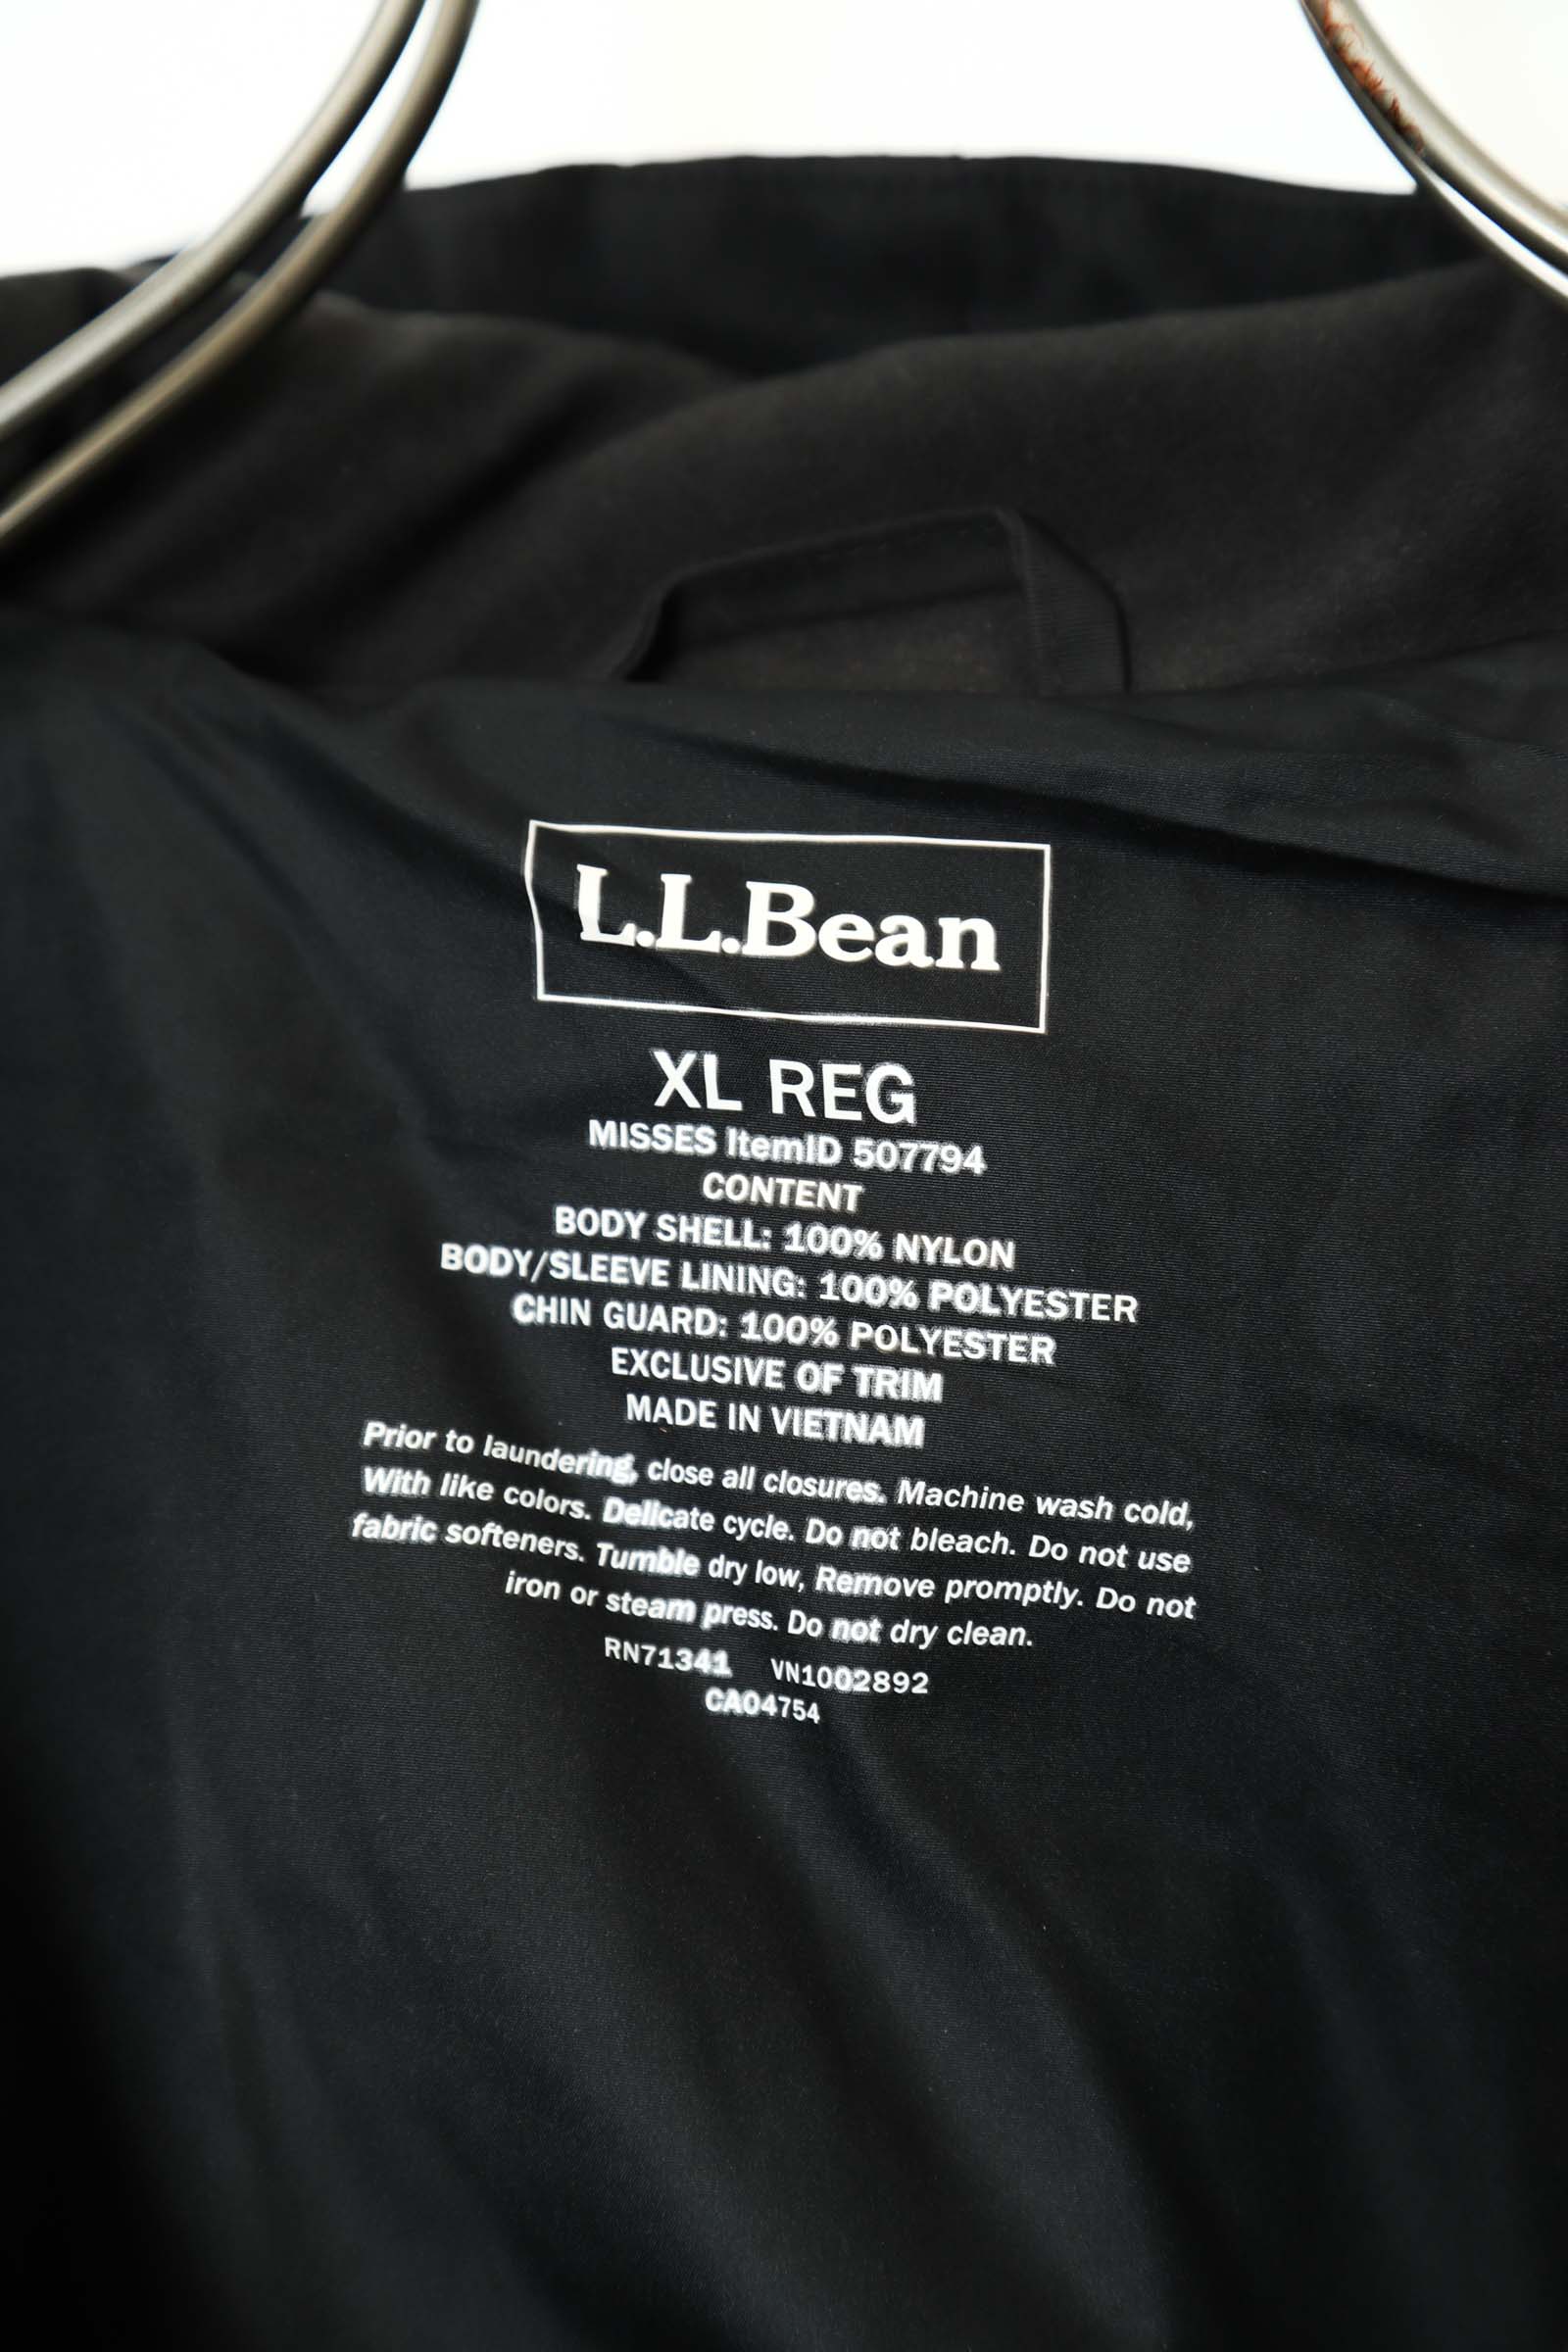 L.L.Bean
XL REG
MISSES ItemID 507794
CONTENT
BODY SHELL: 100% NYLON
BODY/SLEEVE LINING: 100% POLYESTER
CHIN GUARD: 100% POLYESTER
EXCLUSIVE OF TRIM
MADE IN VIETNAM
Prior to laundering, close all closures. Machine wash cold,
With like colors. Delicate cycle. Do not bleach. Do not use
fabric softeners. Tumble dry low, Remove promptly. Do not
iron or steam press. Do not dry clean.
RN71341 VN1002892
CA04754